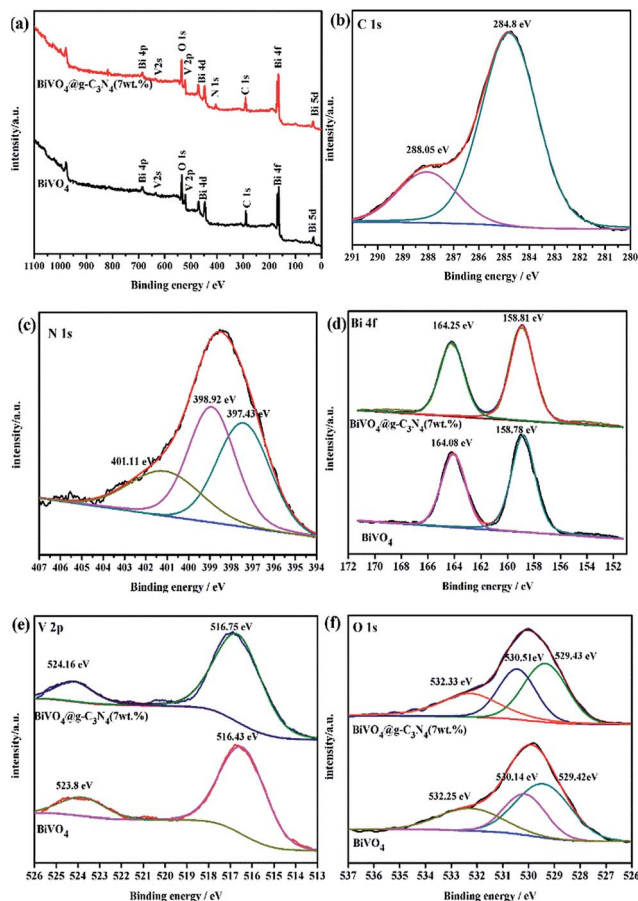 (a)
Bi 4p
V2s
O 1s
V 2p
Bi 4d
N 1s
C 1s
Bi 4f
Bi 5d
BiVO4@g-C3N4(7wt.%)
Bi 4p
V2s
O 1s
V 2p
Bi 4d
C 1s
Bi 4f
Bi 5d
BiVO4
intensity/a.u.
1100 1000 900 800 700 600 500 400 300 200 100 0
Binding energy / eV
(b)
C 1s
284.8 eV
288.05 eV
intensity/a.u.
291 290 289 288 287 286 285 284 283 282 281 280
Binding energy / eV
(c)
N 1s
398.92 eV
397.43 eV
401.11 eV
intensity/a.u.
407 406 405 404 403 402 401 400 399 398 397 396 395 394
Binding energy / eV
(d)
Bi 4f
158.81 eV
164.25 eV
BiVO4@g-C3N4(7wt.%)
158.78 eV
164.08 eV
BiVO4
intensity/a.u.
172 170 168 166 164 162 160 158 156 154 152
Binding energy / eV
(e)
V 2p
516.75 eV
524.16 eV
BiVO4@g-C3N4(7wt.%)
516.43 eV
523.8 eV
BiVO4
intensity/a.u.
526 525 524 523 522 521 520 519 518 517 516 515 514 513
Binding energy / eV
(f)
O 1s
530.51eV
529.43 eV
532.33 eV
BiVO4@g-C3N4(7wt.%)
530.14 eV
529.42eV
532.25 eV
BiVO4
intensity/a.u.
537 536 535 534 533 532 531 530 529 528 527 526
Binding energy / eV